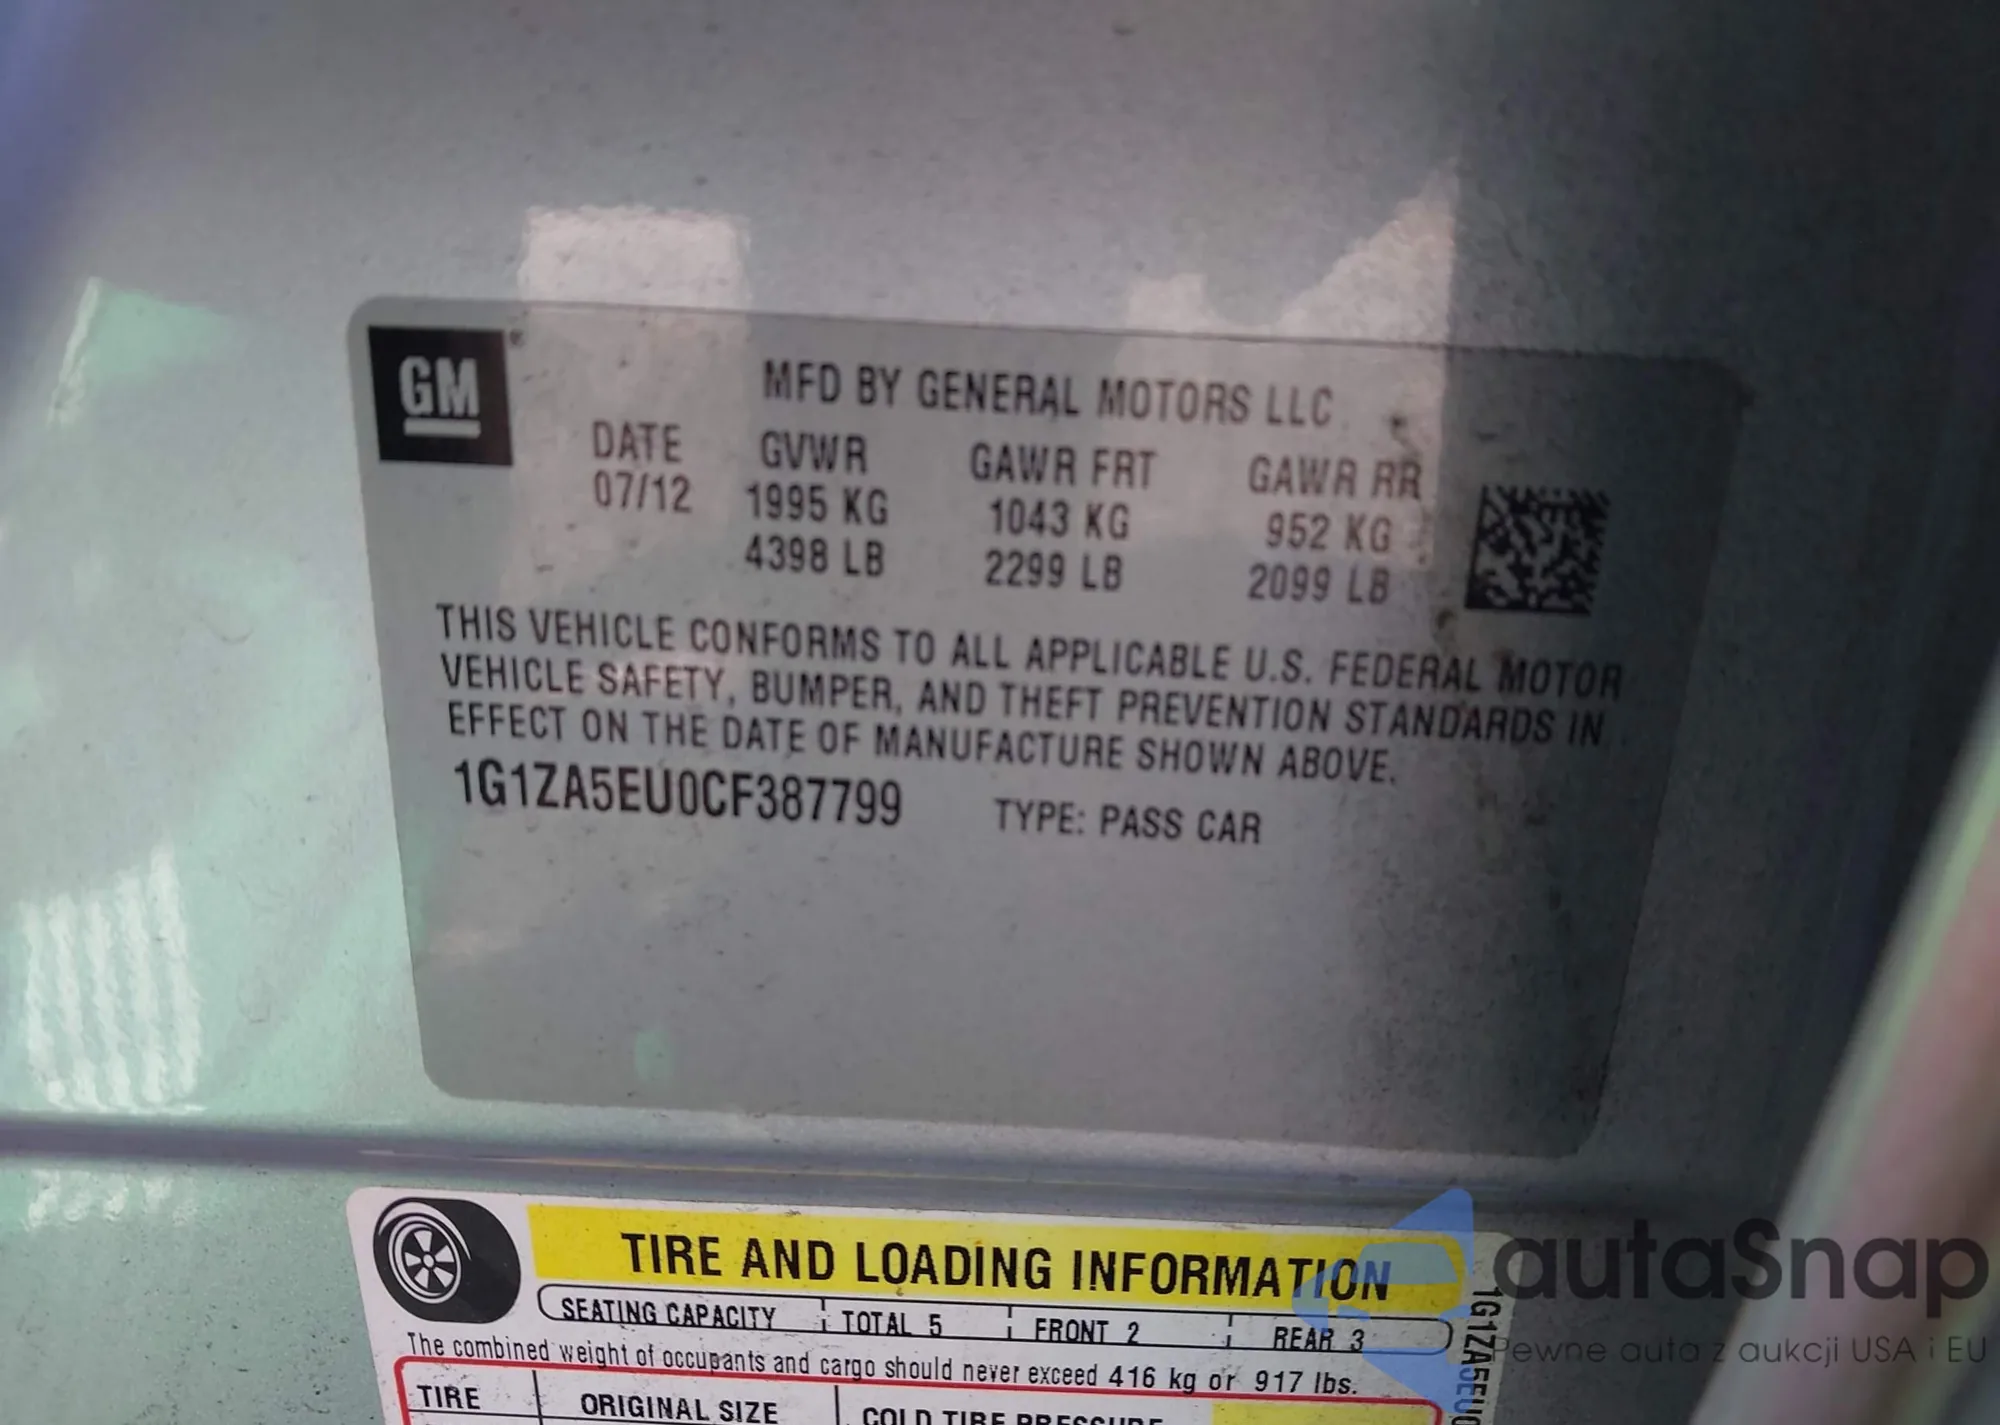 GM
MFD BY GENERAL MOTORS LLC
DATE GVWR GAWR FRT GAWR RR
07/12 1995 KG 1043 KG 952 KG
4398 LB 2299 LB 2099 LB
THIS VEHICLE CONFORMS TO ALL APPLICABLE U.S. FEDERAL MOTOR
VEHICLE SAFETY, BUMPER, AND THEFT PREVENTION STANDARDS IN
EFFECT ON THE DATE OF MANUFACTURE SHOWN ABOVE.
1G1ZA5EU0CF387799 TYPE: PASS CAR
TIRE AND LOADING INFORMATION
SEATING CAPACITY TOTAL 5 FRONT 2 REAR 3
The combined weight of occupants and cargo should never exceed 416 kg or 917 lbs.
TIRE ORIGINAL SIZE COLD TIRE PRESSURE
1G1ZA5EU0
autaSnap
Pewne auta z aukcji USA i EU